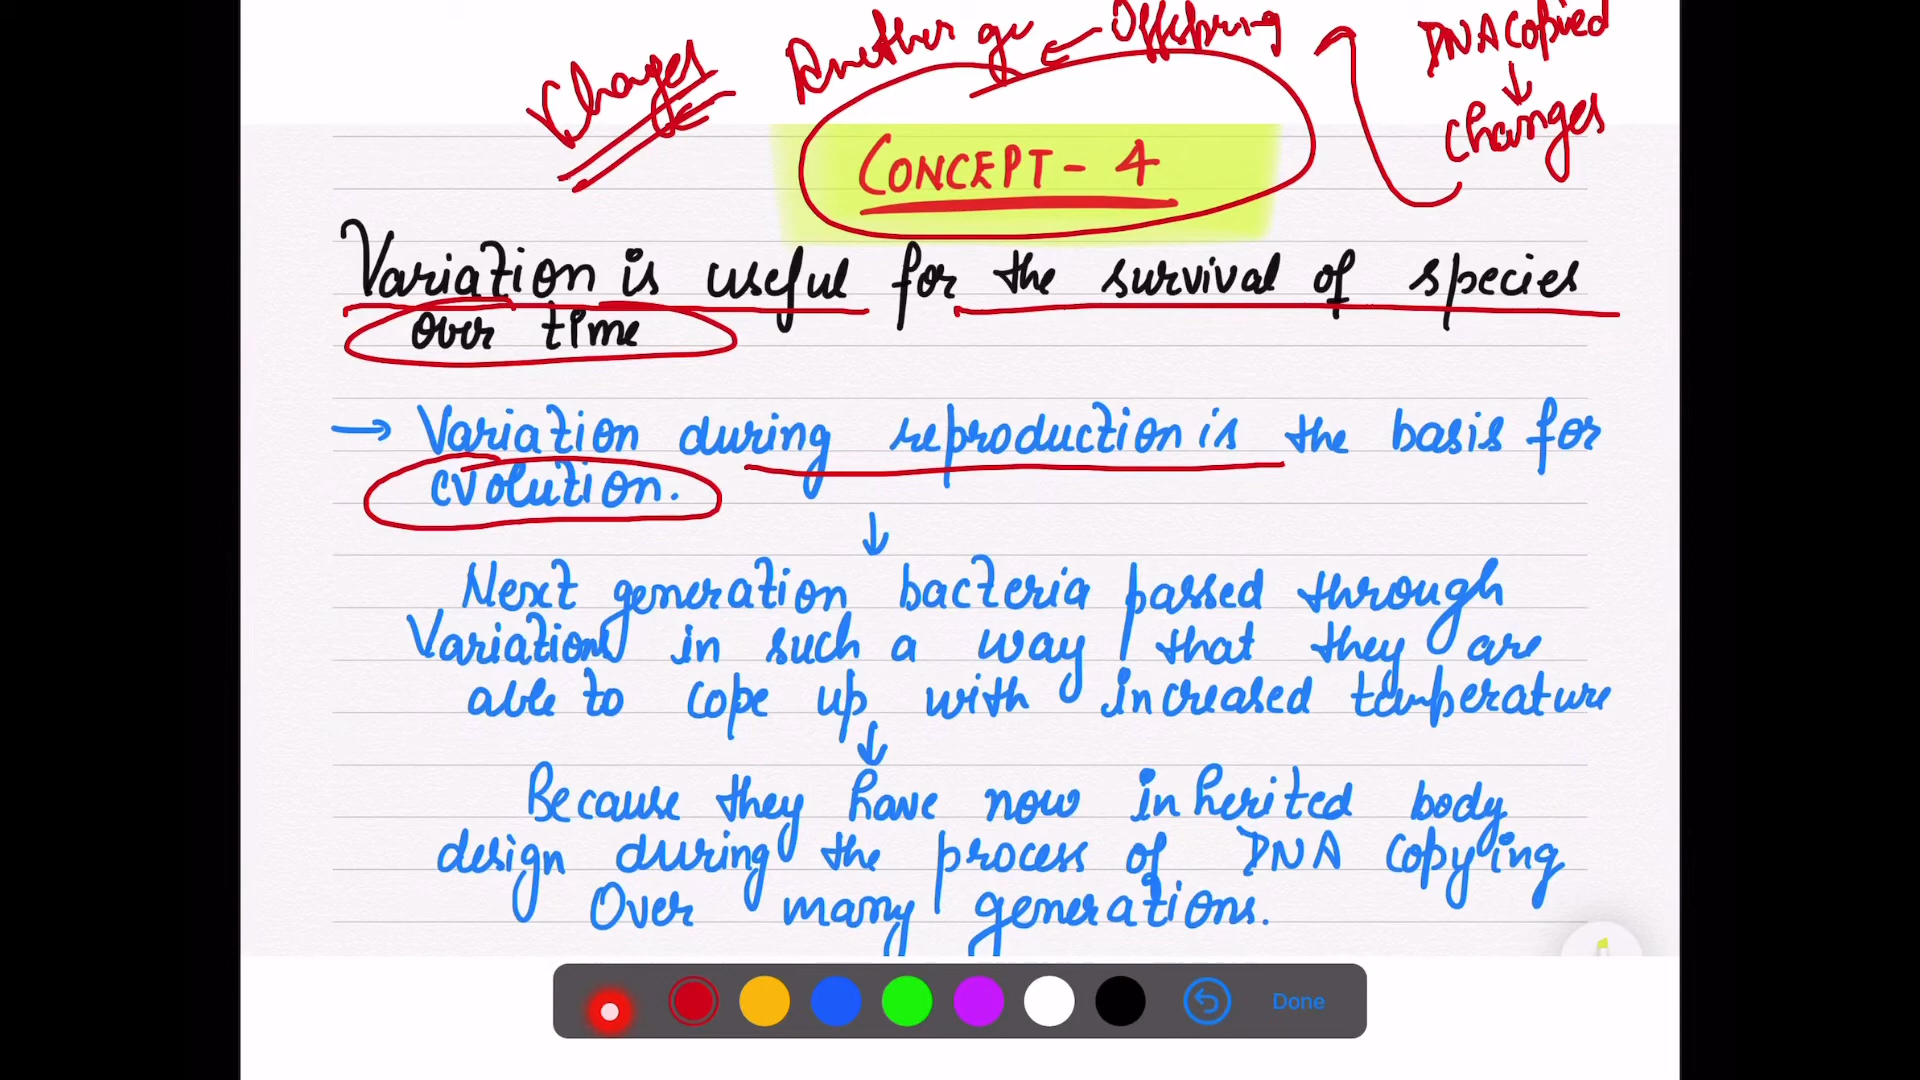 Changes
Another ge
Offspring
DNA Copied
↓
Changes
CONCEPT - 4
Variation is useful for the survival of species
over time
→ Variation during reproduction is the basis for
evolution.
↓
Next generation bacteria passed through
Variations in such a way that they are
able to cope up with increased temperature
↓
Because they have now inherited body
design during the process of DNA copying
Over many generations.
Done